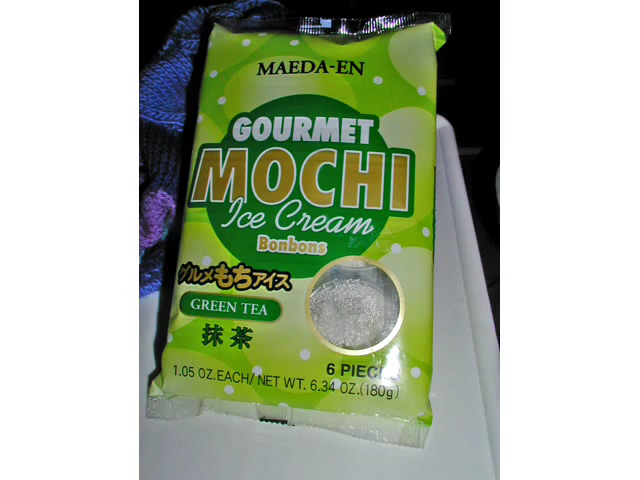 MAEDA-EN
GOURMET
MOCHI
Ice Cream
Bonbons
グルメもちアイス
GREEN TEA
抹茶
6 PIECES
1.05 OZ.EACH/ NET WT. 6.34 OZ.(180g)